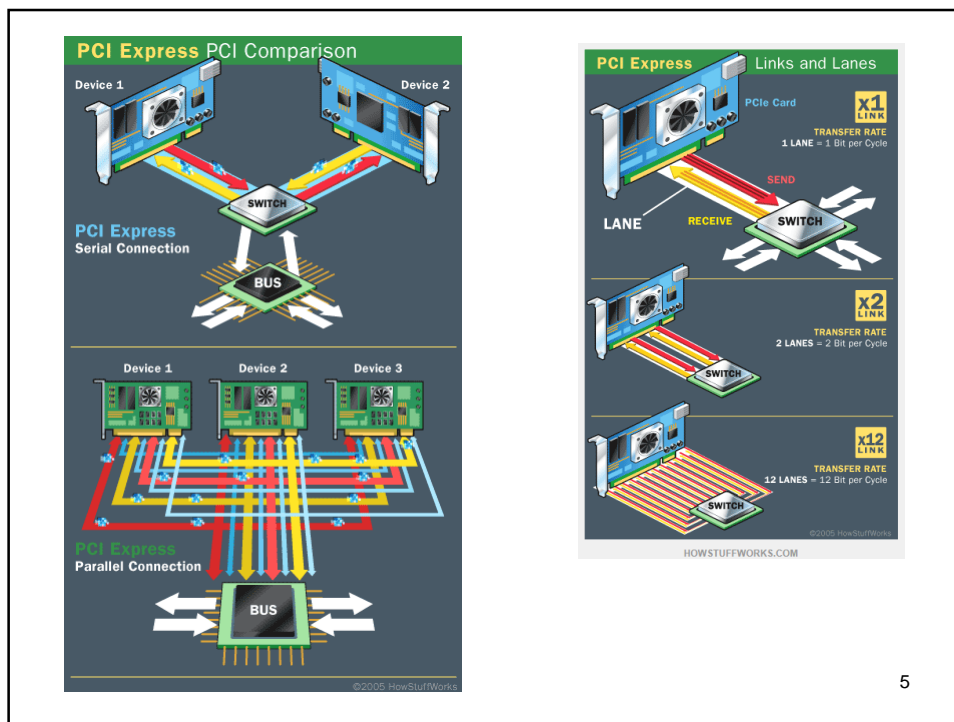 PCI Express PCI Comparison
Device 1
Device 2
SWITCH
PCI Express
Serial Connection
BUS
Device 1
Device 2
Device 3
PCI Express
Parallel Connection
BUS
©2005 HowStuffWorks
PCI Express Links and Lanes
PCIe Card
x1
LINK
TRANSFER RATE
1 LANE = 1 Bit per Cycle
SEND
LANE
RECEIVE
SWITCH
x2
LINK
TRANSFER RATE
2 LANES = 2 Bit per Cycle
SWITCH
x12
LINK
TRANSFER RATE
12 LANES = 12 Bit per Cycle
SWITCH
©2005 HowStuffWorks
HOWSTUFFWORKS.COM
5